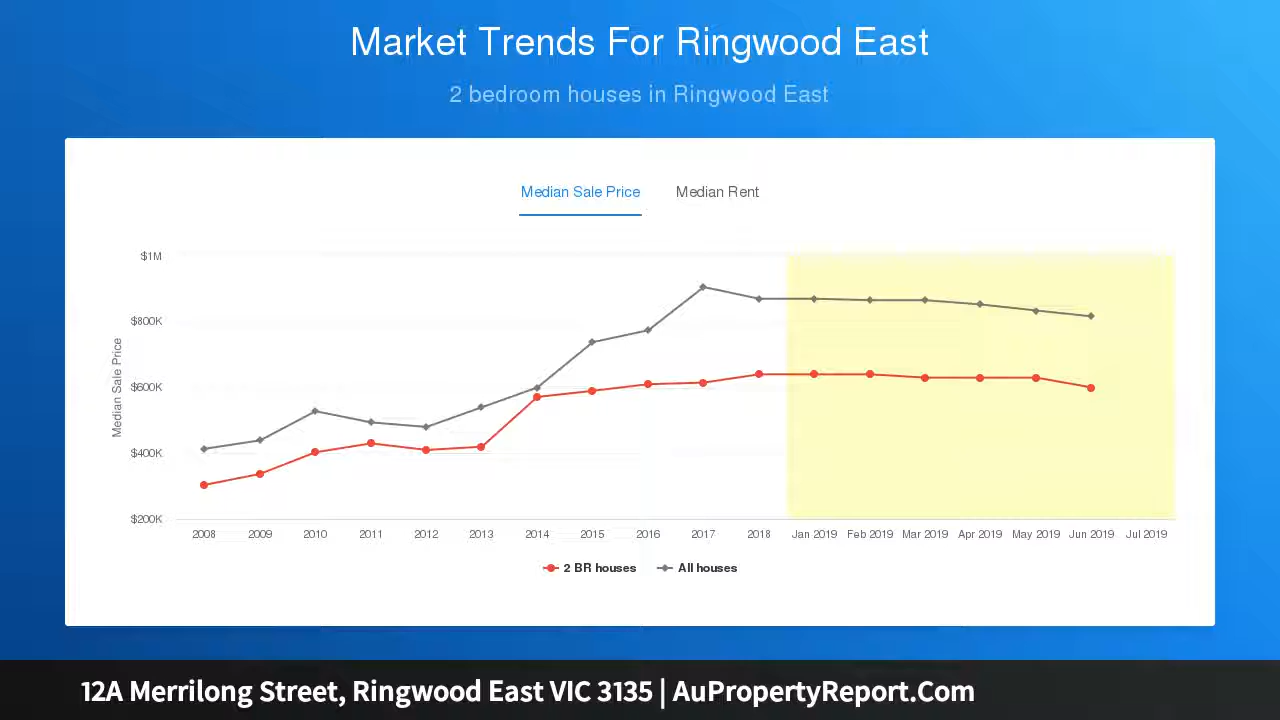 Market Trends For Ringwood East
2 bedroom houses in Ringwood East
Median Sale Price Median Rent
$1M
$800K
$600K
$400K
$200K
Median Sale Price
2008 2009 2010 2011 2012 2013 2014 2015 2016 2017 2018 Jan 2019 Feb 2019 Mar 2019 Apr 2019 May 2019 Jun 2019 Jul 2019
2 BR houses All houses
12A Merrilong Street, Ringwood East VIC 3135 | AuPropertyReport.Com